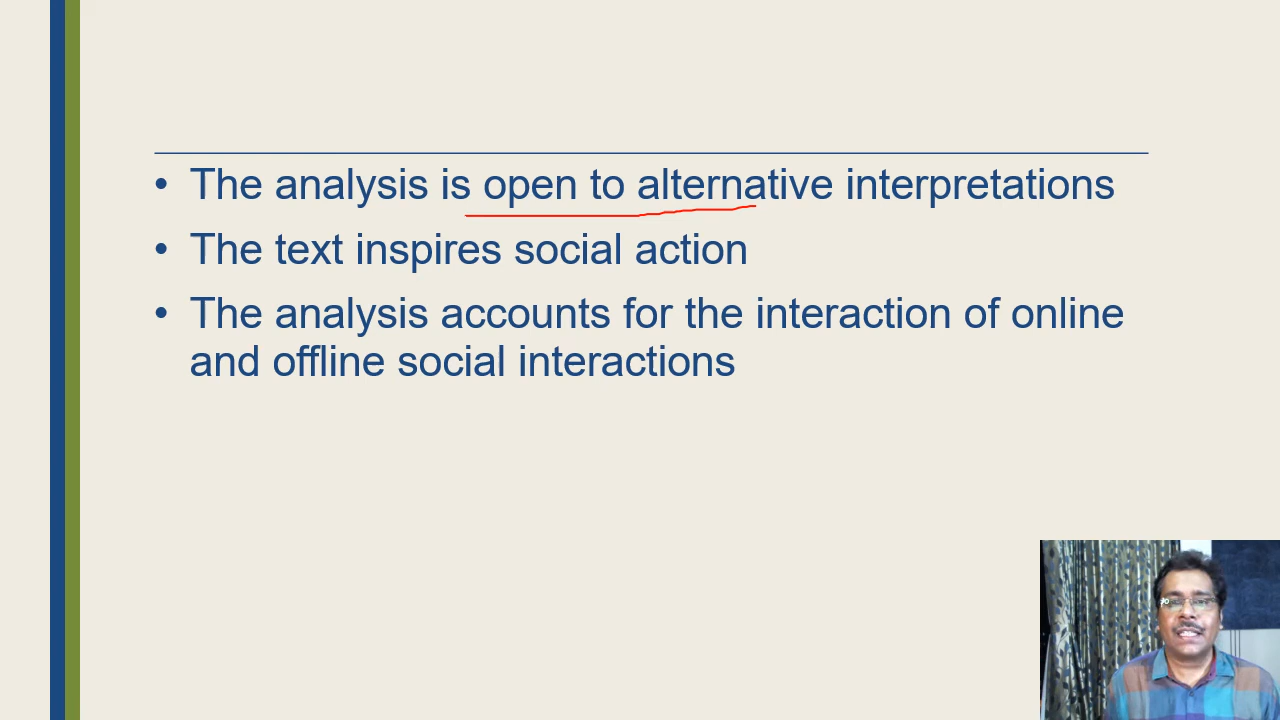 • The analysis is open to alternative interpretations
• The text inspires social action
• The analysis accounts for the interaction of online
and offline social interactions